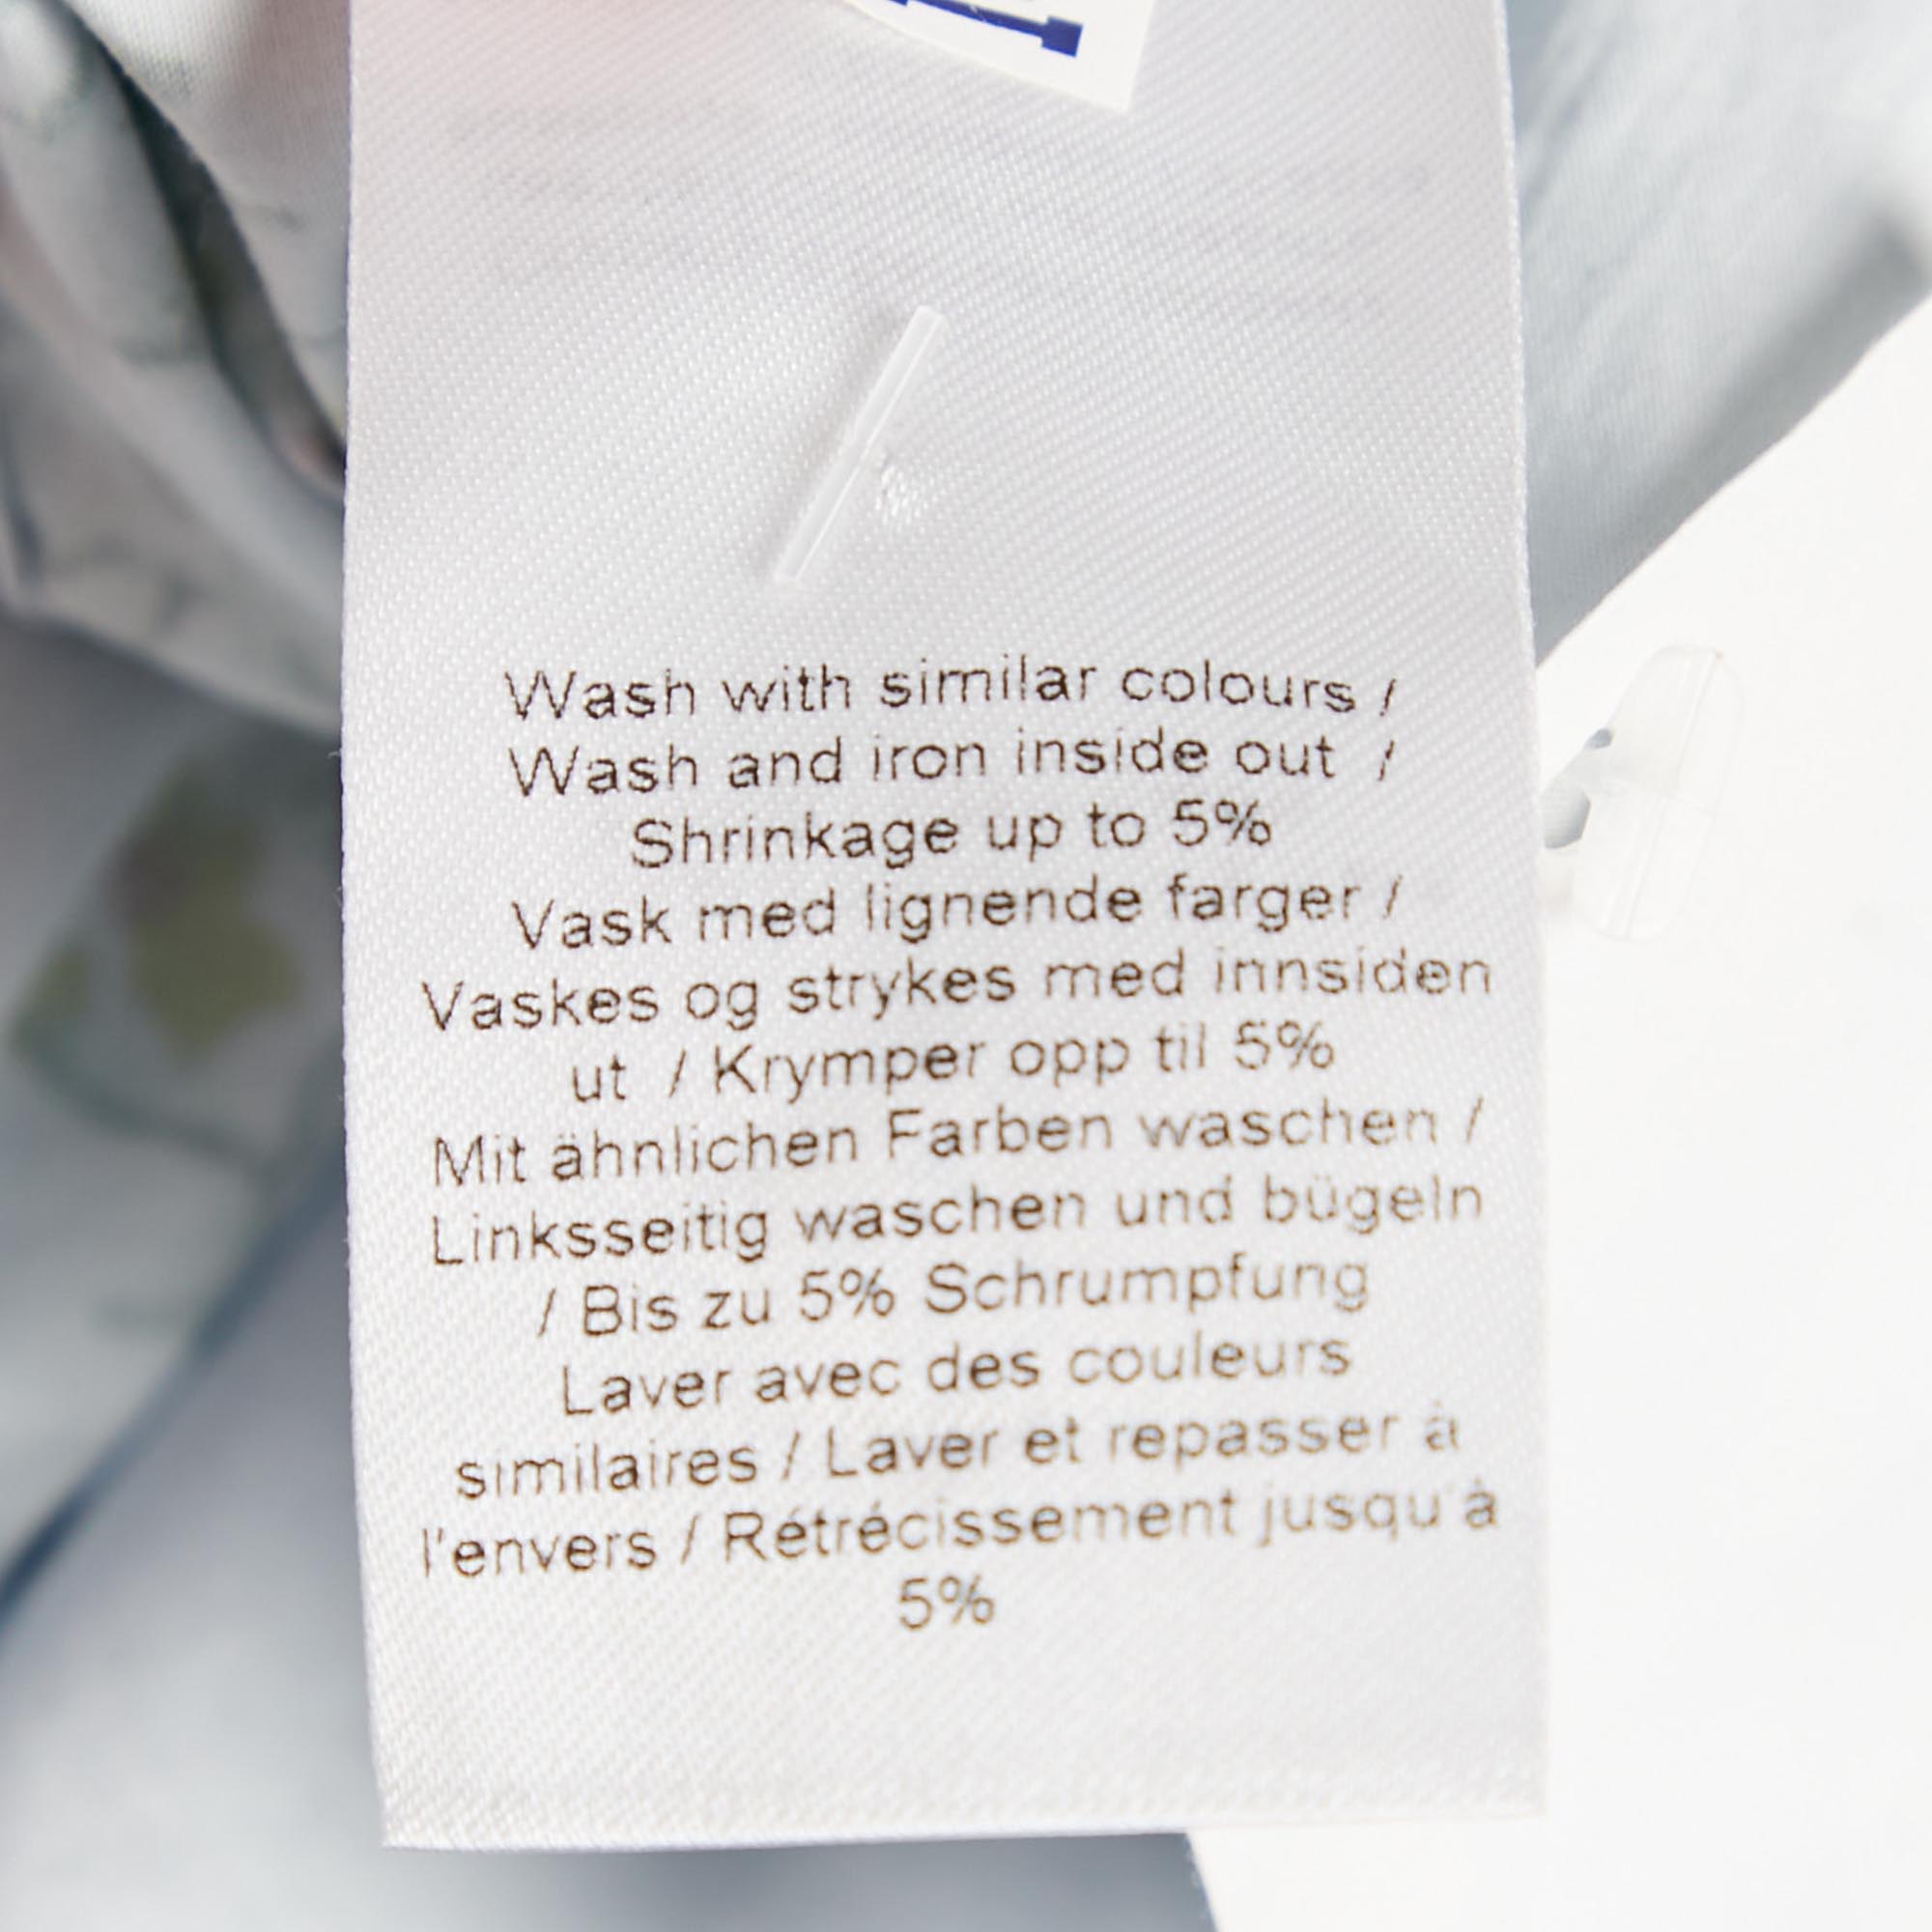 Wash with similar colours /
Wash and iron inside out /
Shrinkage up to 5%
Vask med lignende farger /
Vaskes og strykes med innsiden
ut / Krymper opp til 5%
Mit ähnlichen Farben waschen /
Linksseitig waschen und bügeln
/ Bis zu 5% Schrumpfung
Laver avec des couleurs
similaires / Laver et repasser à
l'envers / Rétrécissement jusqu'à
5%